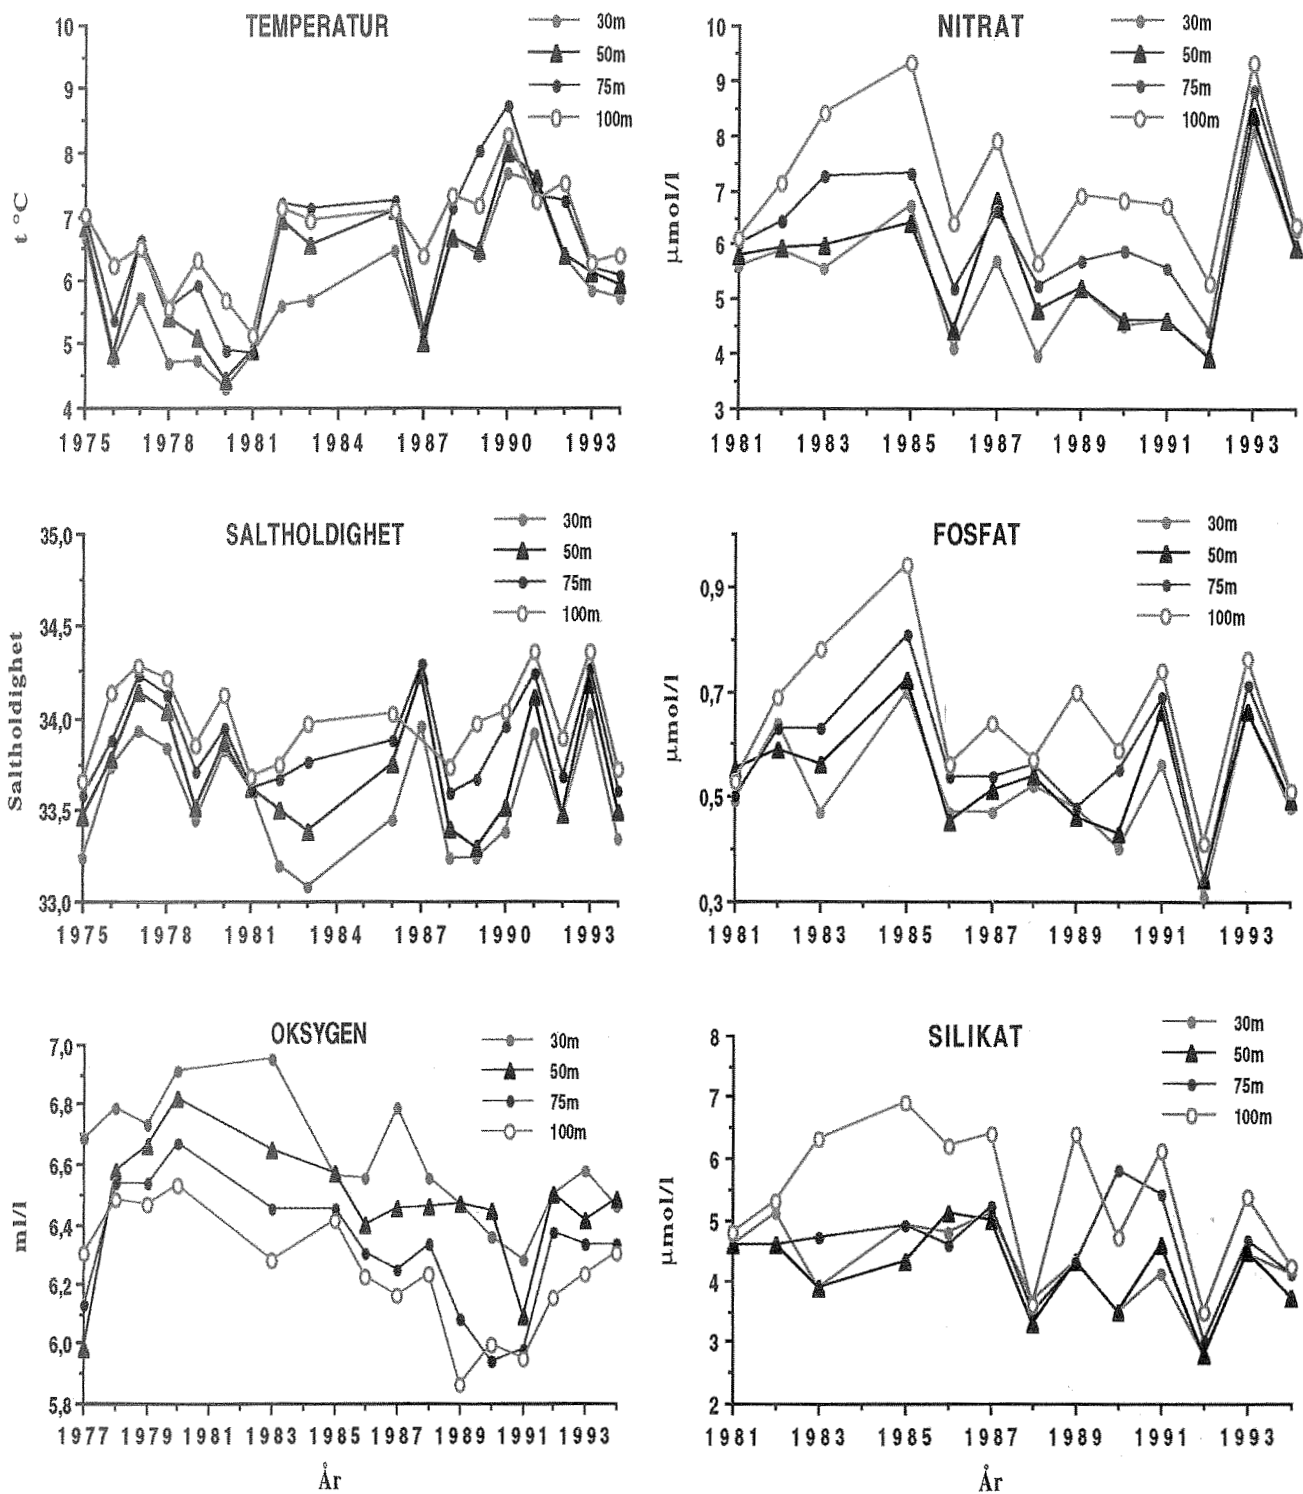 TEMPERATUR
30m
50m
75m
100m
10
9
8
7
6
5
4
t °C
1975 1978 1981 1984 1987 1990 1993
NITRAT
30m
50m
75m
100m
10
9
8
7
6
5
4
3
µmol/l
1981 1983 1985 1987 1989 1991 1993
SALTHOLDIGHET
30m
50m
75m
100m
35,0
34,5
34,0
33,5
33,0
Saltholdighet
1975 1978 1981 1984 1987 1990 1993
FOSFAT
30m
50m
75m
100m
0,9
0,7
0,5
0,3
µmol/l
1981 1983 1985 1987 1989 1991 1993
OKSYGEN
30m
50m
75m
100m
7,0
6,8
6,6
6,4
6,2
6,0
5,8
ml/l
1977 1979 1981 1983 1985 1987 1989 1991 1993
År
SILIKAT
30m
50m
75m
100m
8
7
6
5
4
3
2
µmol/l
1981 1983 1985 1987 1989 1991 1993
År